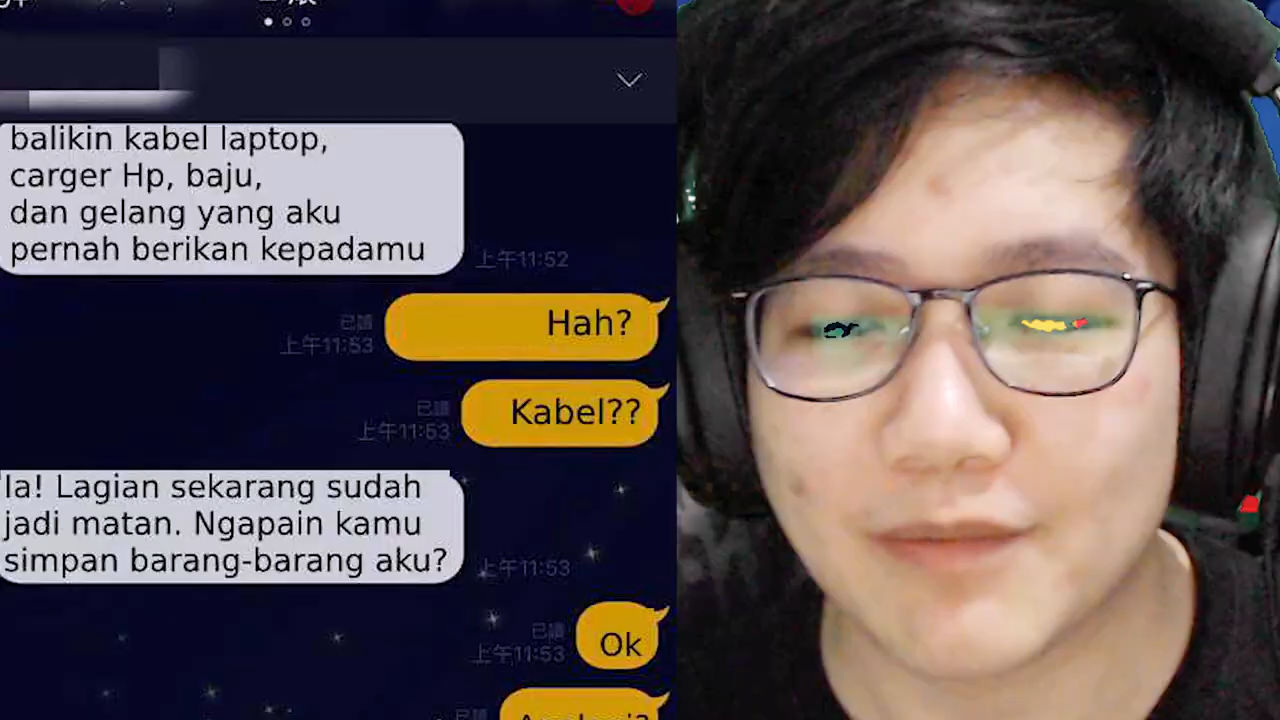 balikin kabel laptop,
carger Hp, baju,
dan gelang yang aku
pernah berikan kepadamu
上午11:52
Hah?
已讀
上午11:53
Kabel??
已讀
上午11:53
Ia! Lagian sekarang sudah
jadi matan. Ngapain kamu
simpan barang-barang aku?
上午11:53
Ok
已讀
上午11:53
已讀